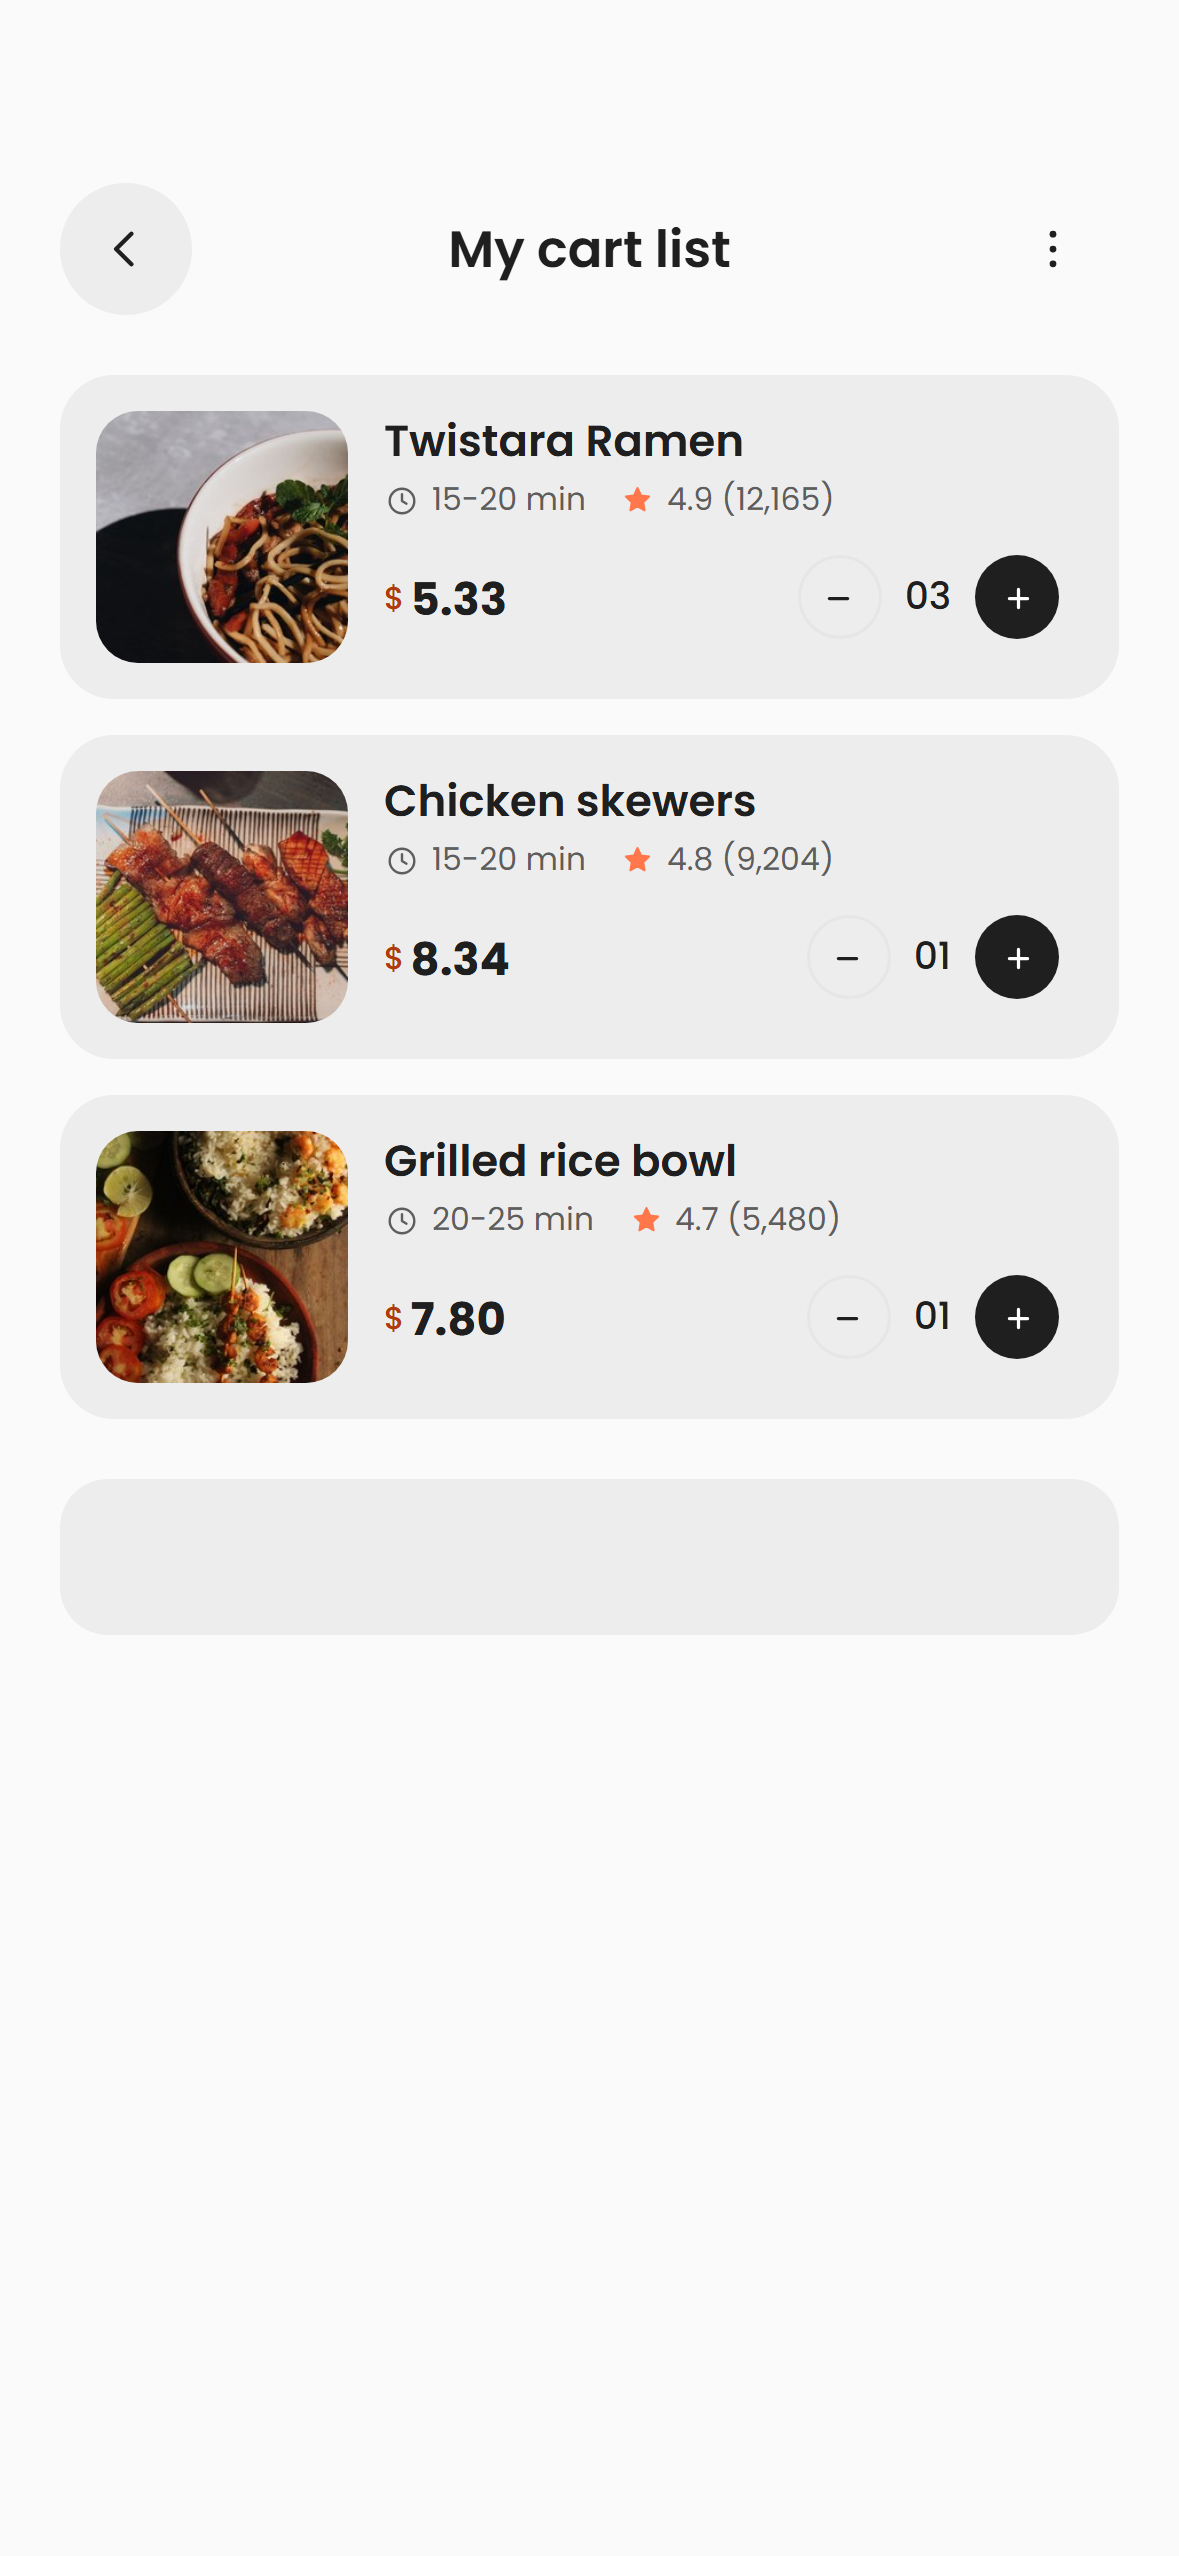 My cart list
Twistara Ramen
15-20 min 4.9 (12,165)
$ 5.33 03
Chicken skewers
15-20 min 4.8 (9,204)
$ 8.34 01
Grilled rice bowl
20-25 min 4.7 (5,480)
$ 7.80 01